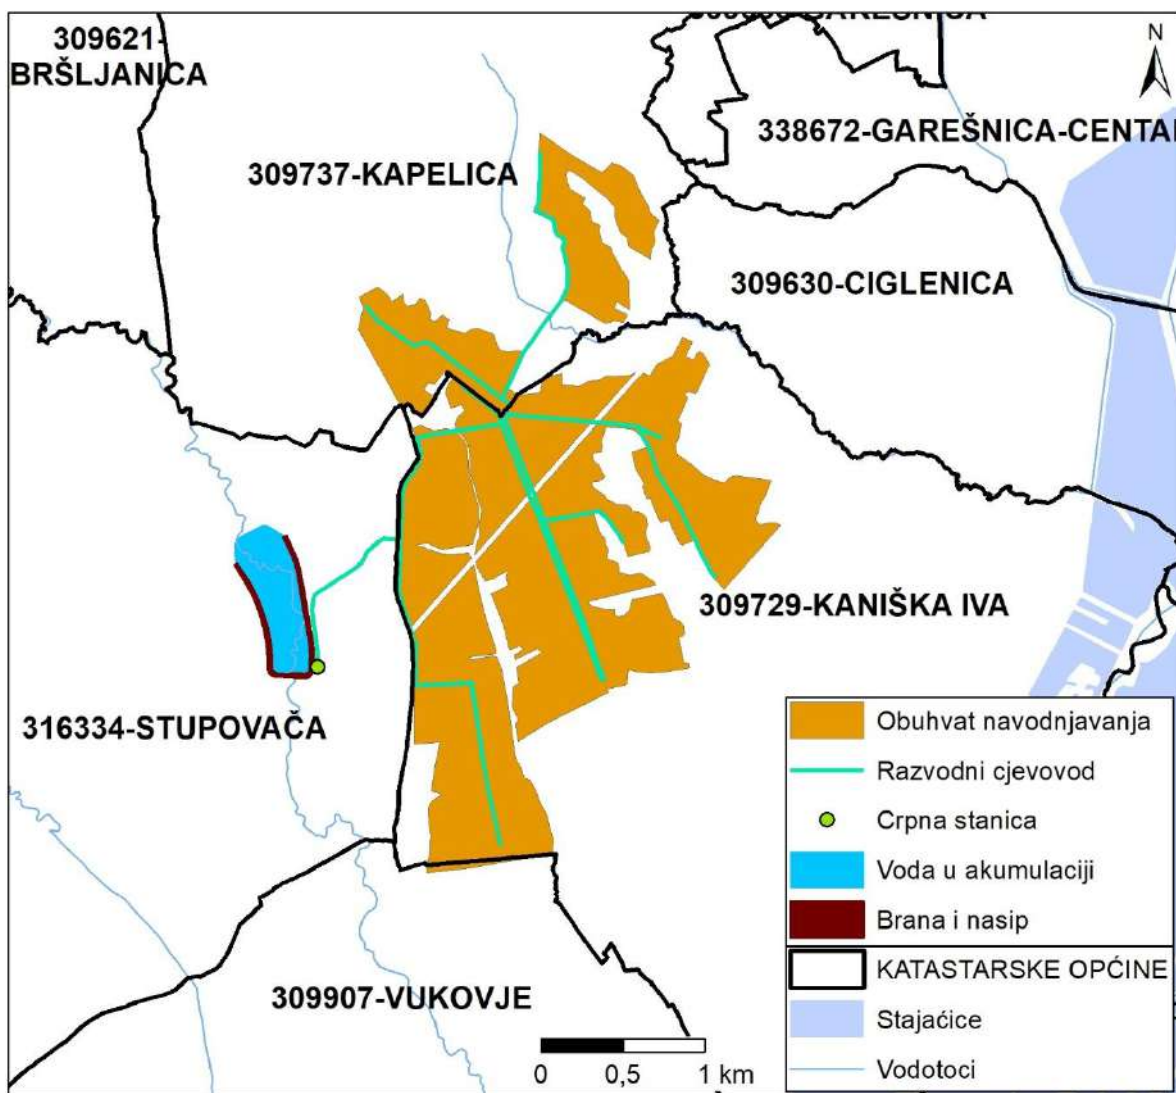 309621-
BRŠLJANICA
N
338672-GAREŠNICA-CENTA
309737-KAPELICA
309630-CIGLENICA
309729-KANIŠKA IVA
316334-STUPOVAČA
309907-VUKOVJE
0 0,5 1 km
Obuhvat navodnjavanja
Razvodni cjevovod
Crpna stanica
Voda u akumulaciji
Brana i nasip
KATASTARSKE OPĆINE
Stajaćice
Vodotoci